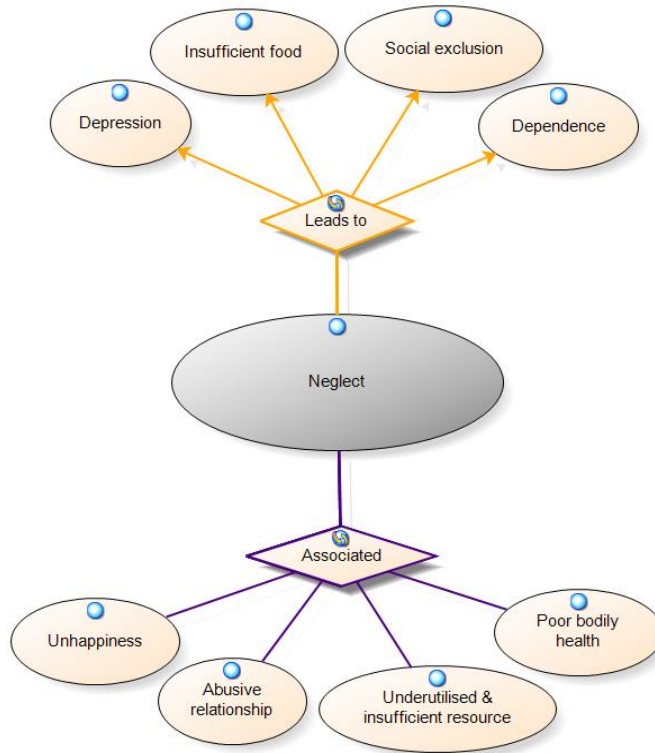 Insufficient food
Social exclusion
Depression
Dependence
Leads to
Neglect
Associated
Unhappiness
Poor bodily
health
Abusive
relationship
Underutilised &
insufficient resource